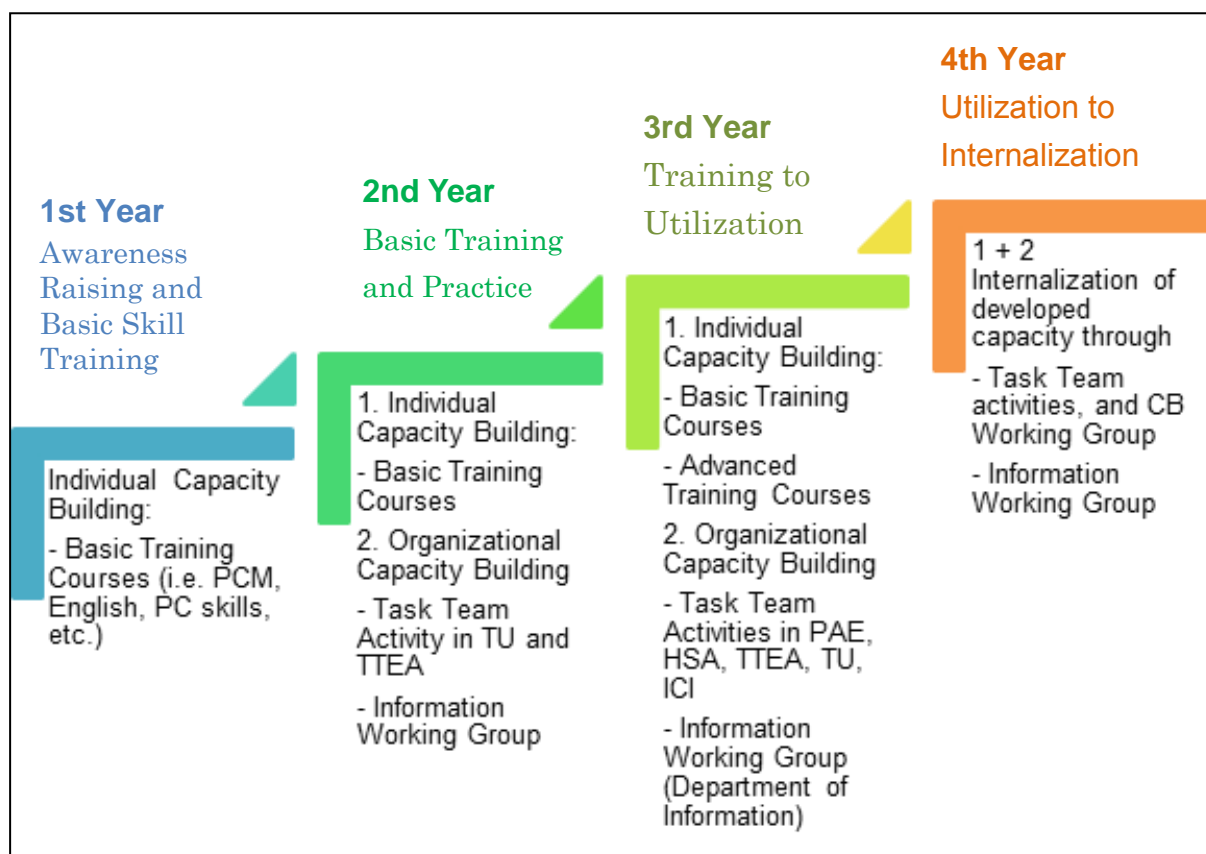 1st Year
Awareness
Raising and
Basic Skill
Training
Individual Capacity
Building:
- Basic Training
Courses (i.e. PCM,
English, PC skills,
etc.)
2nd Year
Basic Training
and Practice
1. Individual
Capacity Building:
- Basic Training
Courses
2. Organizational
Capacity Building
- Task Team
Activity in TU and
TTEA
- Information
Working Group
3rd Year
Training to
Utilization
1. Individual
Capacity Building:
- Basic Training
Courses
- Advanced
Training Courses
2. Organizational
Capacity Building
- Task Team
Activities in PAE,
HSA, TTEA, TU,
ICI
- Information
Working Group
(Department of
Information)
4th Year
Utilization to
Internalization
1 + 2
Internalization of
developed
capacity through
- Task Team
activities, and CB
Working Group
- Information
Working Group